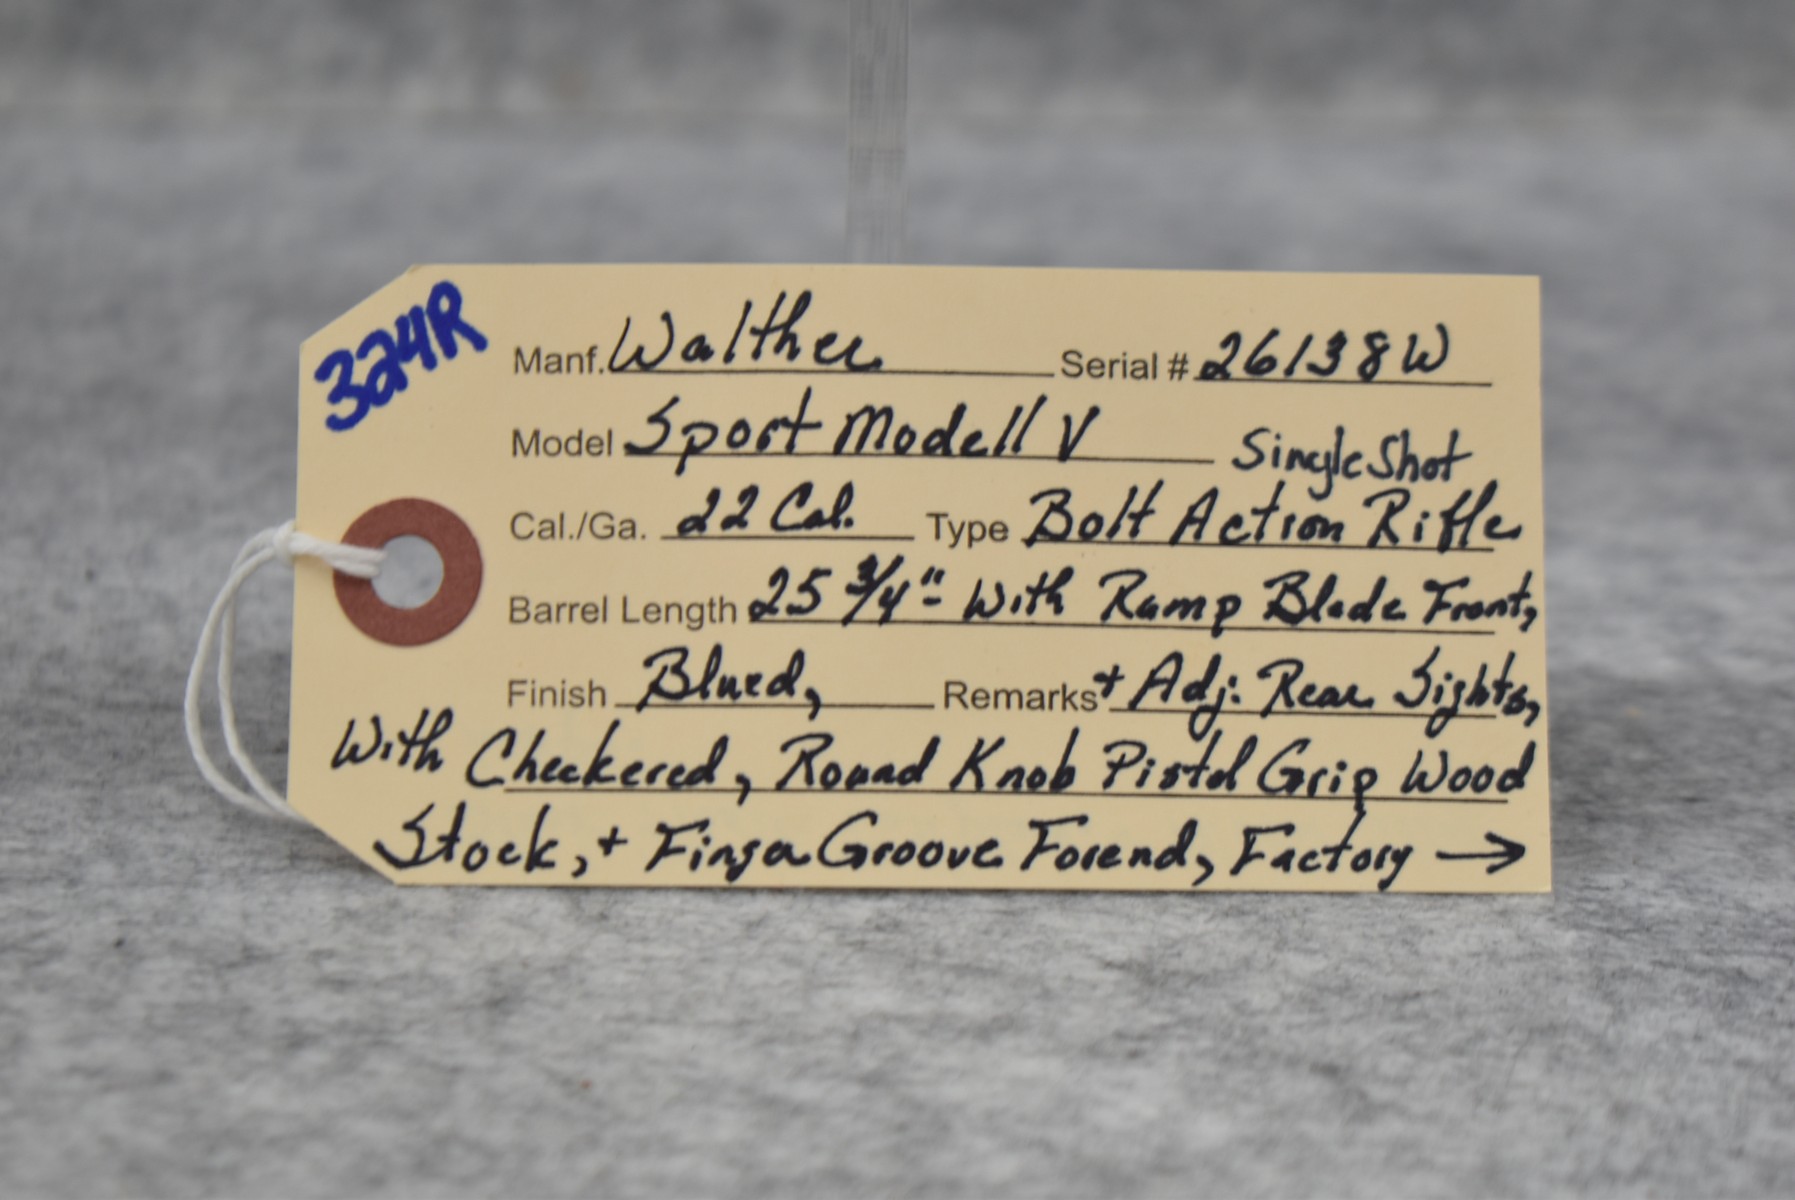 324R
Manf. Walther Serial # 26138W
Model Sport Modell V Single Shot
Cal./Ga. 22 Cal. Type Bolt Action Rifle
Barrel Length 25 3/4"- With Ramp Blade Front,
Finish Blued, Remarks + Adj. Rear Sights,
With Checkered, Round Knob Pistol Grip Wood
Stock, + Finger Groove Forend, Factory →